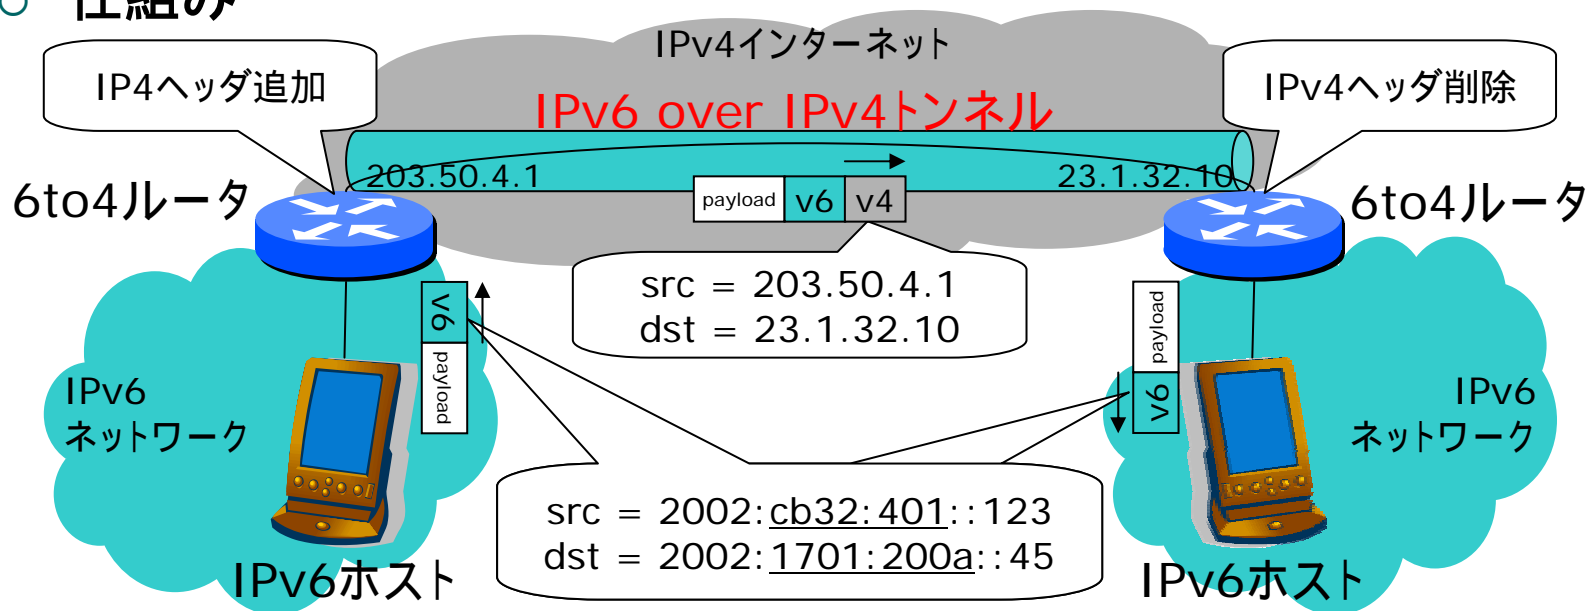 仕組み
IPv4インターネット
IP4ヘッダ追加
IPv4ヘッダ削除
IPv6 over IPv4トンネル
203.50.4.1
23.1.32.10
6to4ルータ
payload v6 v4
6to4ルータ
src = 203.50.4.1
dst = 23.1.32.10
v6
payload
payload
v6
IPv6
ネットワーク
IPv6
ネットワーク
src = 2002:cb32:401::123
dst = 2002:1701:200a::45
IPv6ホスト
IPv6ホスト